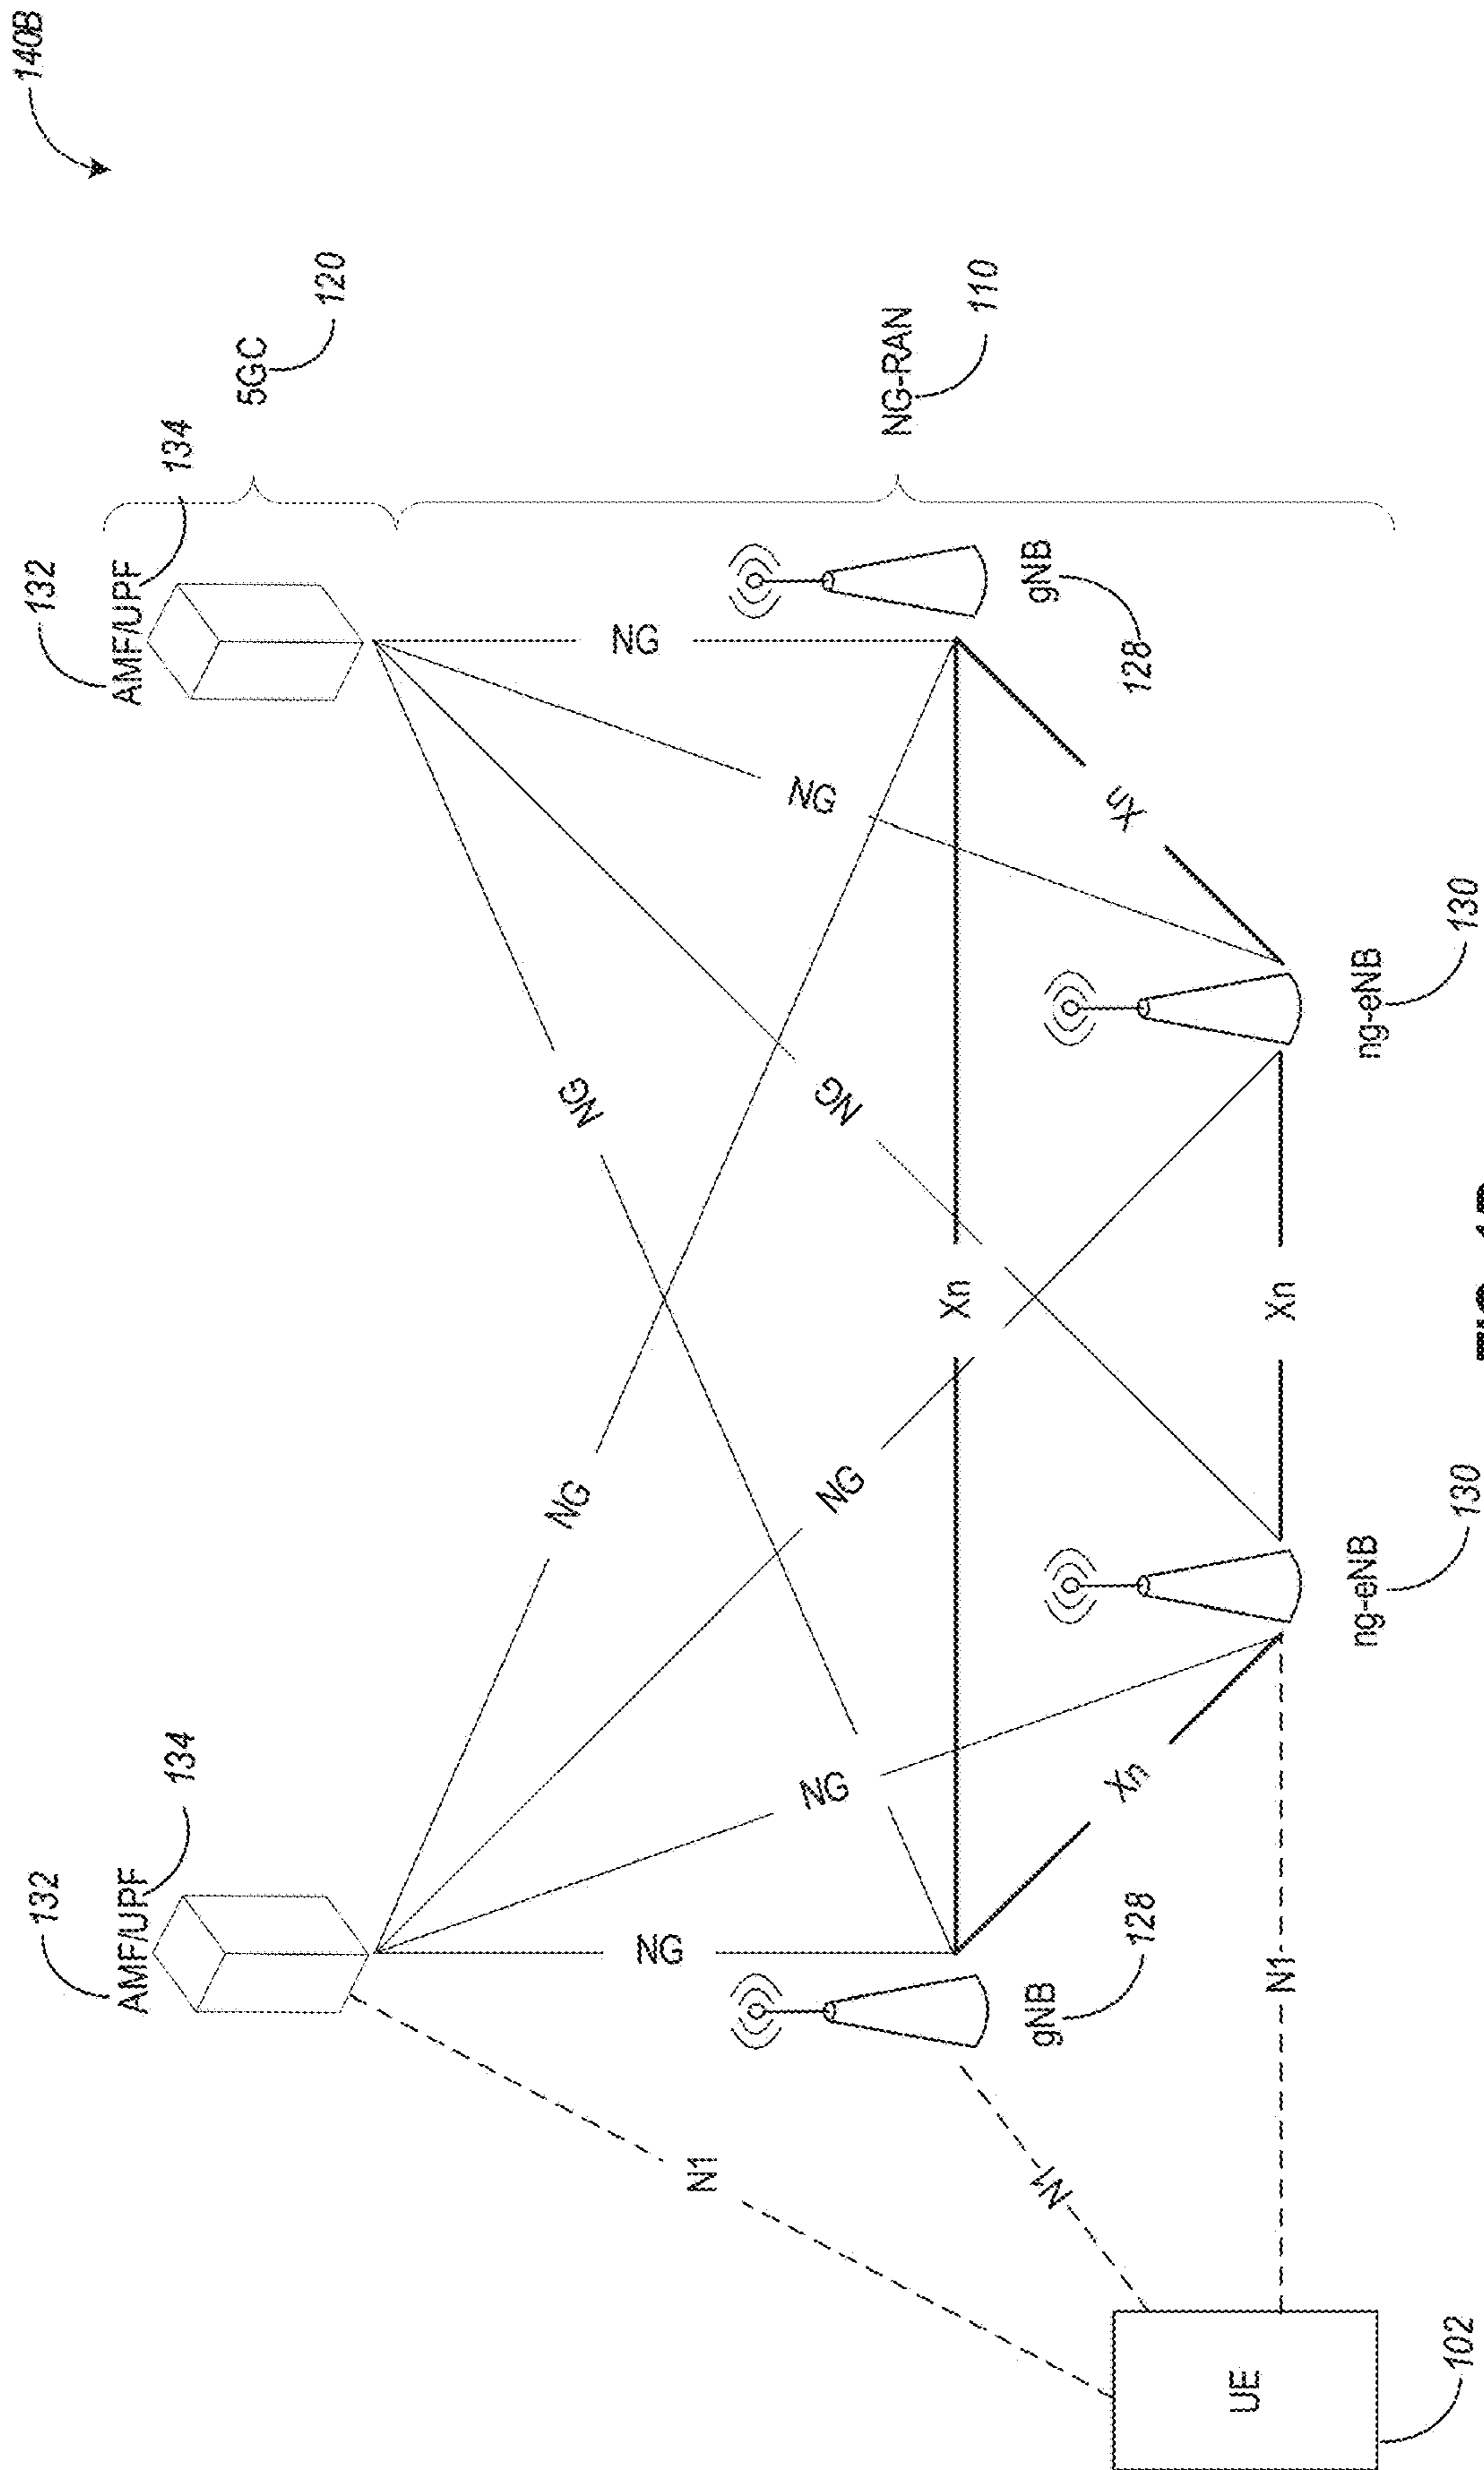 140B
132
132
AMF/UPF
AMF/UPF
134
134
5GC
120
NG
NG
NG
NG
N1
NG
NG
NG
NG
NG-RAN
110
Xn
gNB
gNB
N1
Xn
Xn
128
128
UE
N1
Xn
ng-eNB
ng-eNB
102
130
130